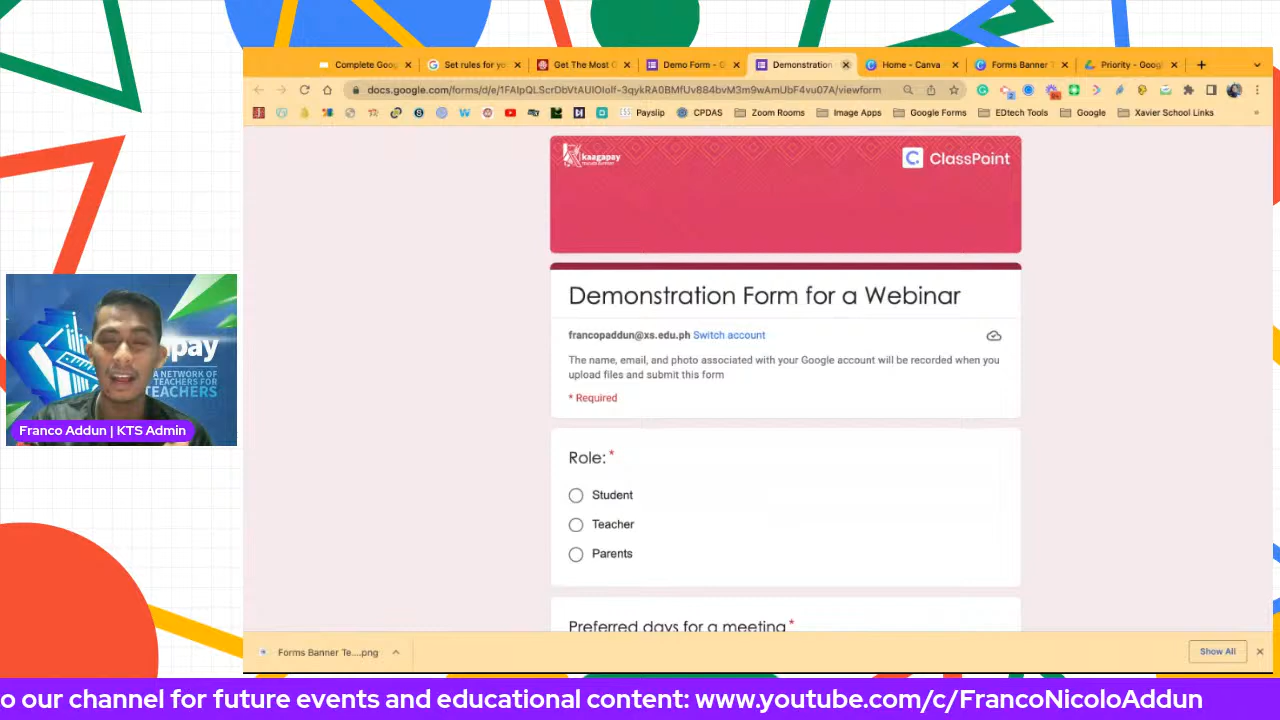 Complete Goo
Set rules for yo
Get The Most O
Demo Form - G
Demonstration
Home - Canva
Forms Banner T
Priority - Googl
docs.google.com/forms/d/e/1FAIpQLScrDbVtAUIOIolf-3qykRA0BMfUv884bvM3m9wAmUbF4vu07A/viewform
Payslip
CPDAS
Zoom Rooms
Image Apps
Google Forms
EDtech Tools
Google
Xavier School Links
kaagapay
ClassPoint
Demonstration Form for a Webinar
francopaddun@xs.edu.ph Switch account
The name, email, and photo associated with your Google account will be recorded when you
upload files and submit this form
* Required
Role: *
Student
Teacher
Parents
Preferred days for a meeting *
pay
A NETWORK OF
TEACHERS FOR
TEACHERS
Franco Addun | KTS Admin
Forms Banner Te....png
Show All
o our channel for future events and educational content: www.youtube.com/c/FrancoNicoloAddun